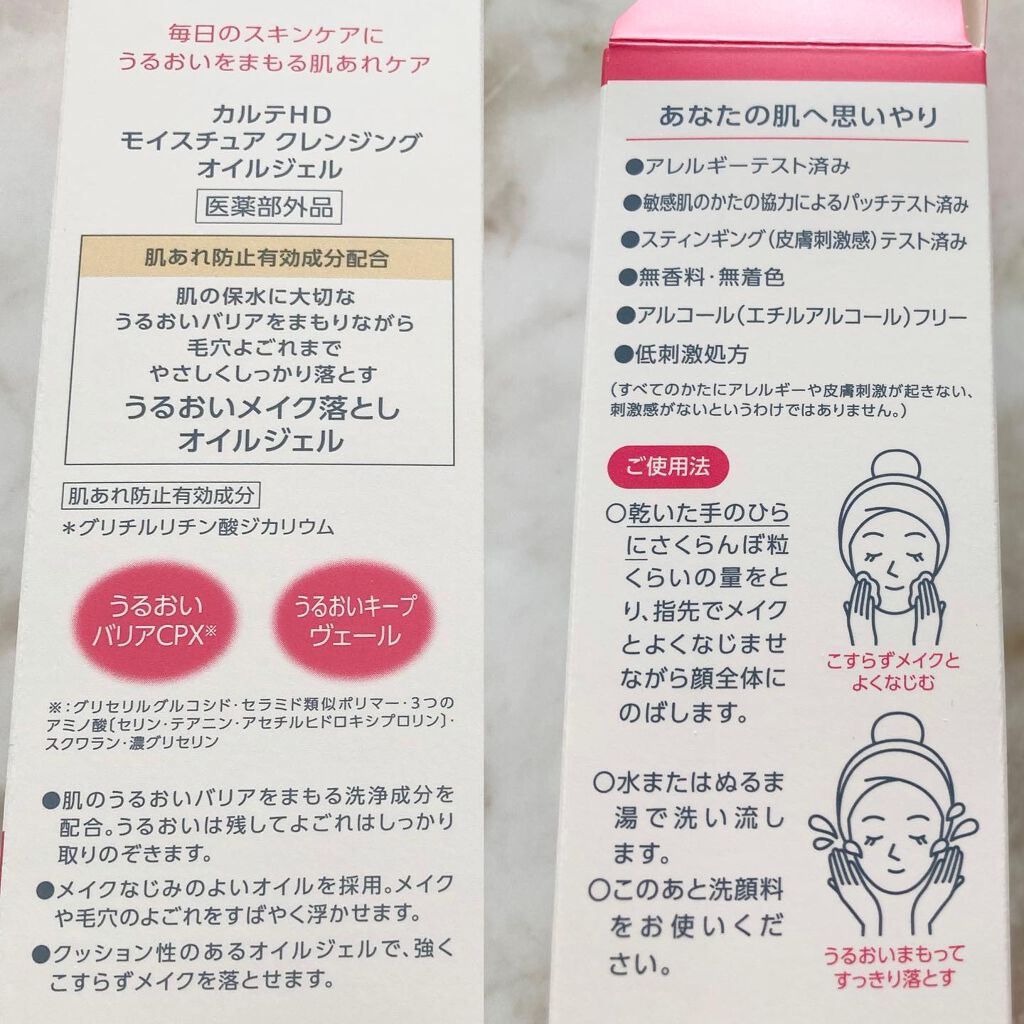 毎日のスキンケアに
うるおいをまもる肌あれケア
カルテHD
モイスチュア クレンジング
オイルジェル
医薬部外品
肌あれ防止有効成分配合
肌の保水に大切な
うるおいバリアをまもりながら
毛穴よごれまで
やさしくしっかり落とす
うるおいメイク落とし
オイルジェル
肌あれ防止有効成分
＊グリチルリチン酸ジカリウム
うるおい
バリアCPX※
うるおいキープ
ヴェール
※：グリセリルグルコシド・セラミド類似ポリマー・3つの
アミノ酸〔セリン・テアニン・アセチルヒドロキシプロリン〕・
スクワラン・濃グリセリン
●肌のうるおいバリアをまもる洗浄成分を
配合。うるおいは残してよごれはしっかり
取りのぞきます。
●メイクなじみのよいオイルを採用。メイク
や毛穴のよごれをすばやく浮かせます。
●クッション性のあるオイルジェルで、強く
こすらずメイクを落とせます。
あなたの肌へ思いやり
●アレルギーテスト済み
●敏感肌のかたの協力によるパッチテスト済み
●スティンギング（皮膚刺激感）テスト済み
●無香料・無着色
●アルコール（エチルアルコール）フリー
●低刺激処方
（すべてのかたにアレルギーや皮膚刺激が起きない、
刺激感がないというわけではありません。）
ご使用法
○乾いた手のひら
にさくらんぼ粒
くらいの量をと
り、指先でメイク
とよくなじませ
ながら顔全体に
のばします。
こすらずメイクと
よくなじむ
○水またはぬるま
湯で洗い流し
ます。
○このあと洗顔料
をお使いくだ
さい。
うるおいまもって
すっきり落とす